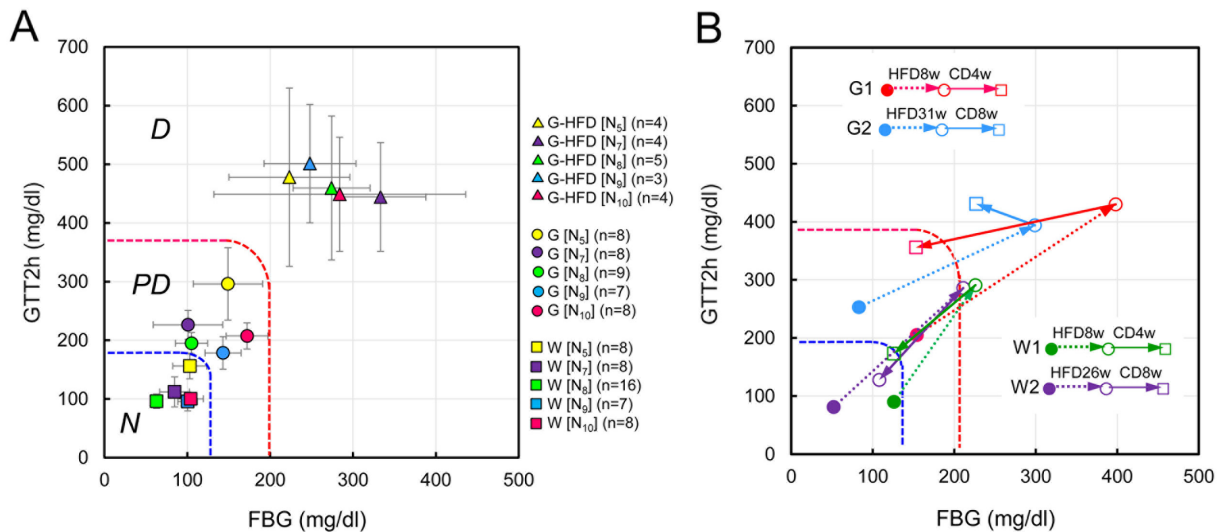 A
GTT2h (mg/dl)
700
600
500
400
300
200
100
0
D
PD
N
0 100 200 300 400 500
FBG (mg/dl)
G-HFD [N₅] (n=4)
G-HFD [N₇] (n=4)
G-HFD [N₈] (n=5)
G-HFD [N₉] (n=3)
G-HFD [N₁₀] (n=4)
G [N₅] (n=8)
G [N₇] (n=8)
G [N₈] (n=9)
G [N₉] (n=7)
G [N₁₀] (n=8)
W [N₅] (n=8)
W [N₇] (n=8)
W [N₈] (n=16)
W [N₉] (n=7)
W [N₁₀] (n=8)
B
GTT2h (mg/dl)
700
600
500
400
300
200
100
0
HFD8w CD4w
G1
HFD31w CD8w
G2
HFD8w CD4w
W1
HFD26w CD8w
W2
0 100 200 300 400 500
FBG (mg/dl)